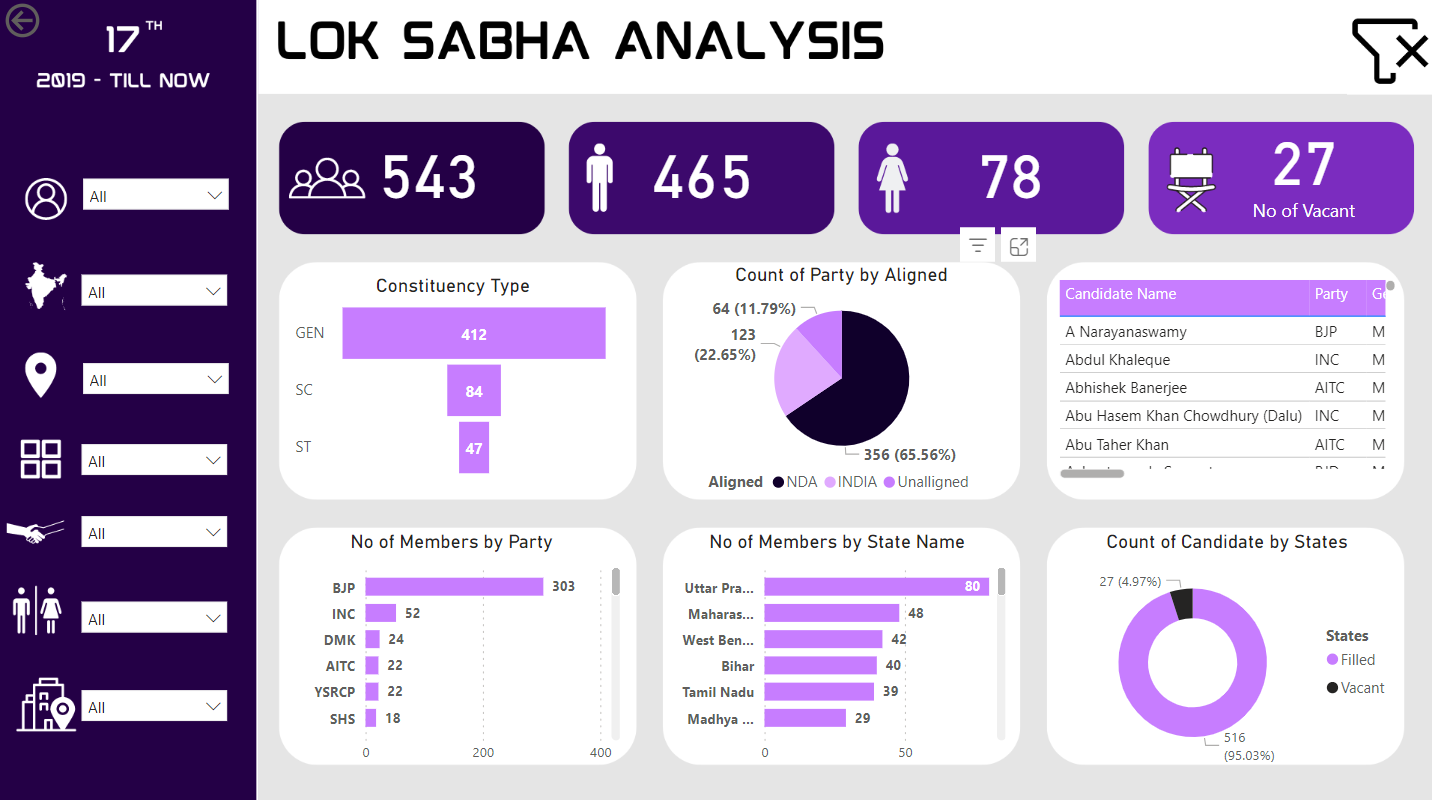 17TH
2019 - TILL NOW
LOK SABHA ANALYSIS
All
All
All
All
All
All
All
543
465
78
27
No of Vacant
Constituency Type
GEN
412
SC
84
ST
47
Count of Party by Aligned
64 (11.79%)
123
(22.65%)
356 (65.56%)
Aligned NDA INDIA Unaligned
Candidate Name Party Ge
A Narayanaswamy BJP M
Abdul Khaleque INC M
Abhishek Banerjee AITC M
Abu Hasem Khan Chowdhury (Dalu) INC M
Abu Taher Khan AITC M
No of Members by Party
BJP 303
INC 52
DMK 24
AITC 22
YSRCP 22
SHS 18
0 200 400
No of Members by State Name
Uttar Pra... 80
Maharas... 48
West Ben... 42
Bihar 40
Tamil Nadu 39
Madhya ... 29
0 50
Count of Candidate by States
27 (4.97%)
516
(95.03%)
States
Filled
Vacant